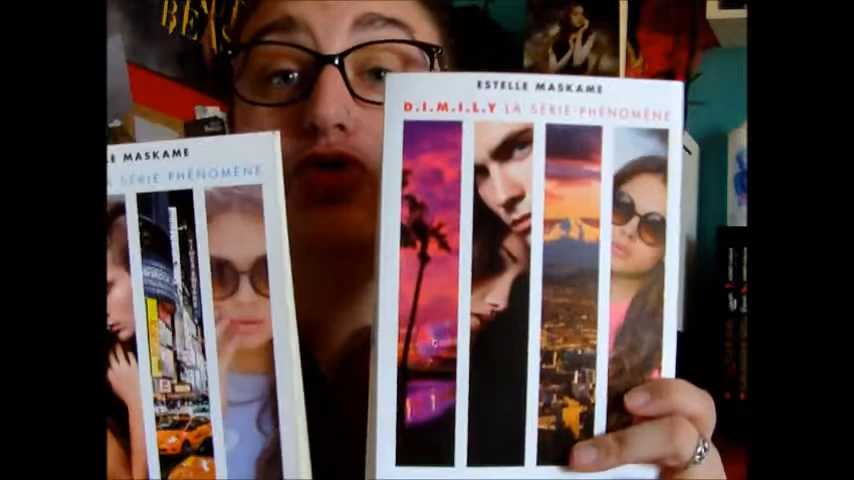 ESTELLE MASKAME
D.I.M.I.L.Y LA SÉRIE PHÉNOMÈNE
MASKAME
SÉRIE PHÉNOMÈNE